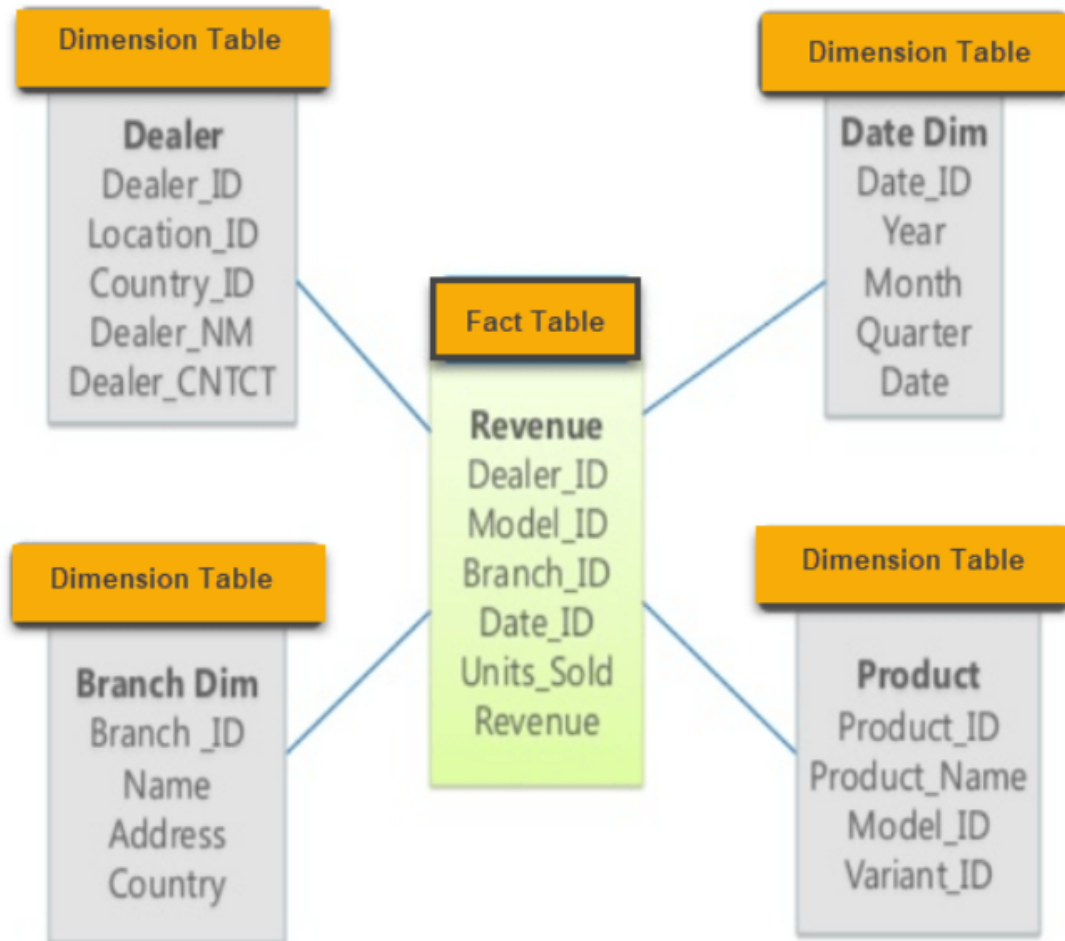 Dimension Table
Dealer
Dealer_ID
Location_ID
Country_ID
Dealer_NM
Dealer_CNTCT
Dimension Table
Date Dim
Date_ID
Year
Month
Quarter
Date
Fact Table
Revenue
Dealer_ID
Model_ID
Branch_ID
Date_ID
Units_Sold
Revenue
Dimension Table
Branch Dim
Branch _ID
Name
Address
Country
Dimension Table
Product
Product_ID
Product_Name
Model_ID
Variant_ID